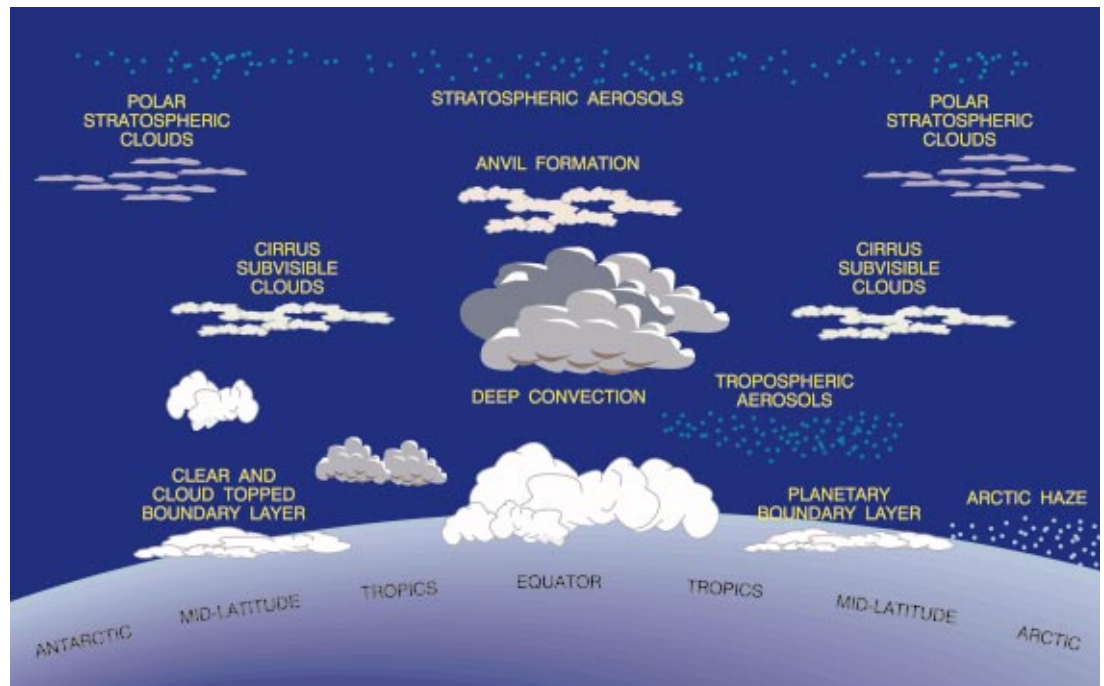 STRATOSPHERIC AEROSOLS
POLAR
STRATOSPHERIC
CLOUDS
POLAR
STRATOSPHERIC
CLOUDS
ANVIL FORMATION
CIRRUS
SUBVISIBLE
CLOUDS
CIRRUS
SUBVISIBLE
CLOUDS
DEEP CONVECTION
TROPOSPHERIC
AEROSOLS
CLEAR AND
CLOUD TOPPED
BOUNDARY LAYER
PLANETARY
BOUNDARY LAYER
ARCTIC HAZE
ANTARCTIC
MID-LATITUDE
TROPICS
EQUATOR
TROPICS
MID-LATITUDE
ARCTIC